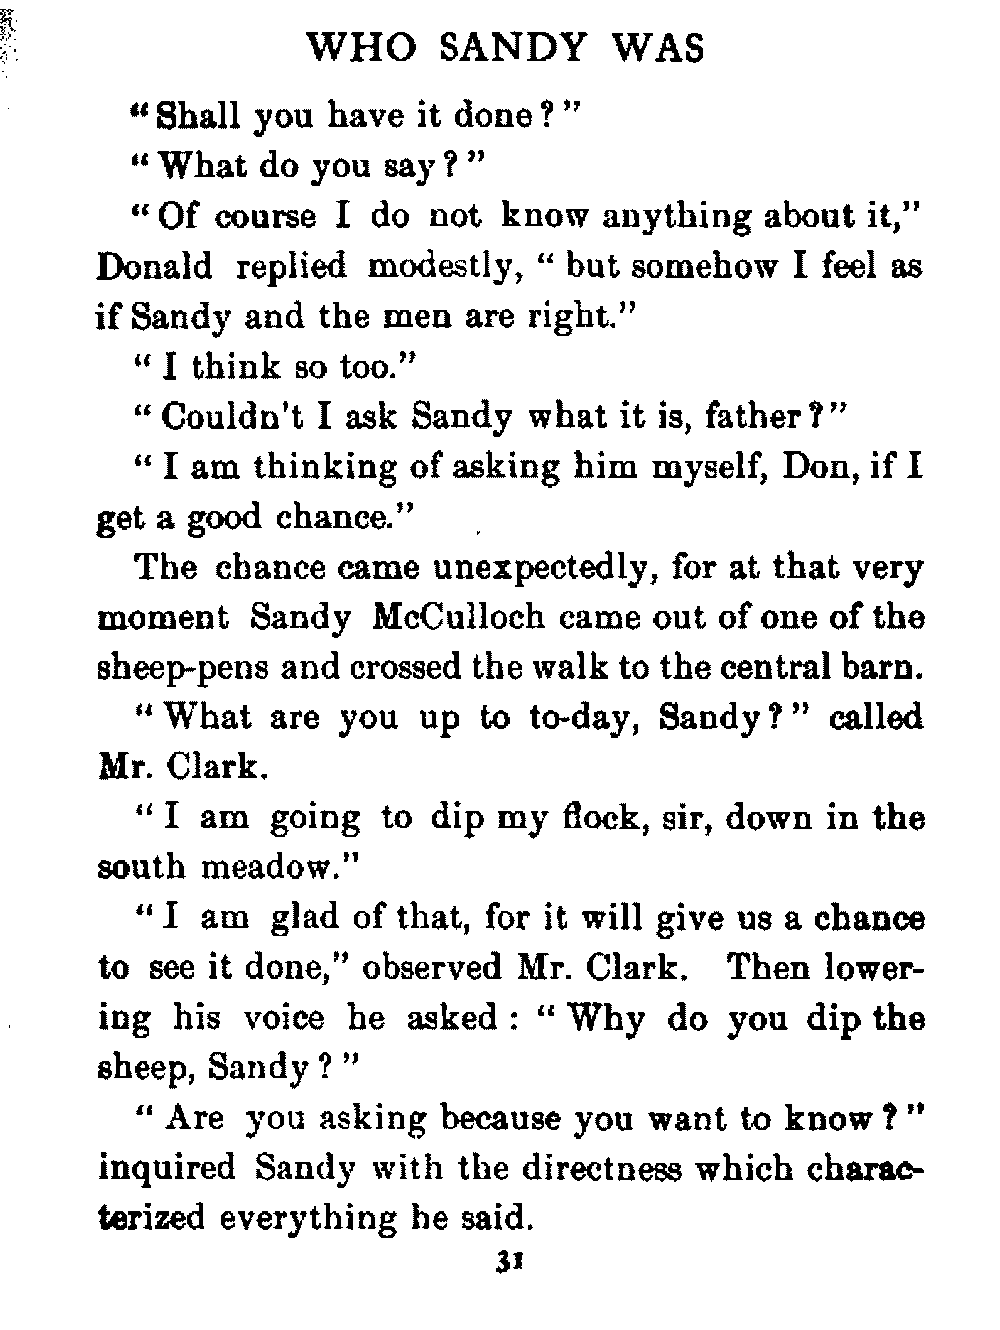 WHO SANDY WAS
“Shall you have it done?”
“What do you say?”
“Of course I do not know anything about it,”
Donald replied modestly, “but somehow I feel as
if Sandy and the men are right.”
“I think so too.”
“Couldn't I ask Sandy what it is, father?”
“I am thinking of asking him myself, Don, if I
get a good chance.”
The chance came unexpectedly, for at that very
moment Sandy McCulloch came out of one of the
sheep-pens and crossed the walk to the central barn.
“What are you up to to-day, Sandy?” called
Mr. Clark.
“I am going to dip my flock, sir, down in the
south meadow.”
“I am glad of that, for it will give us a chance
to see it done,” observed Mr. Clark. Then lower-
ing his voice he asked: “Why do you dip the
sheep, Sandy?”
“Are you asking because you want to know?”
inquired Sandy with the directness which charac-
terized everything he said.
31